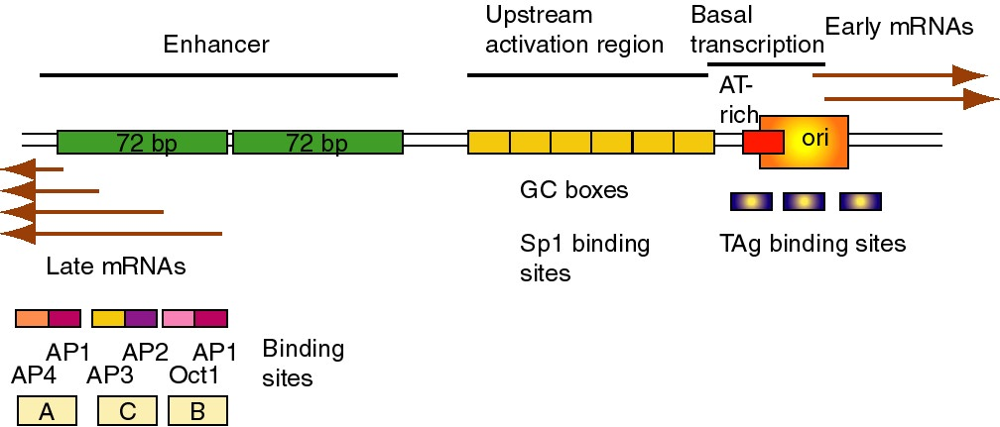 Enhancer
Upstream
activation region
Basal
transcription
Early mRNAs
AT-
rich
72 bp
72 bp
ori
GC boxes
Sp1 binding
sites
TAg binding sites
Late mRNAs
AP1
AP2
AP1
AP4
AP3
Oct1
Binding
sites
A
C
B